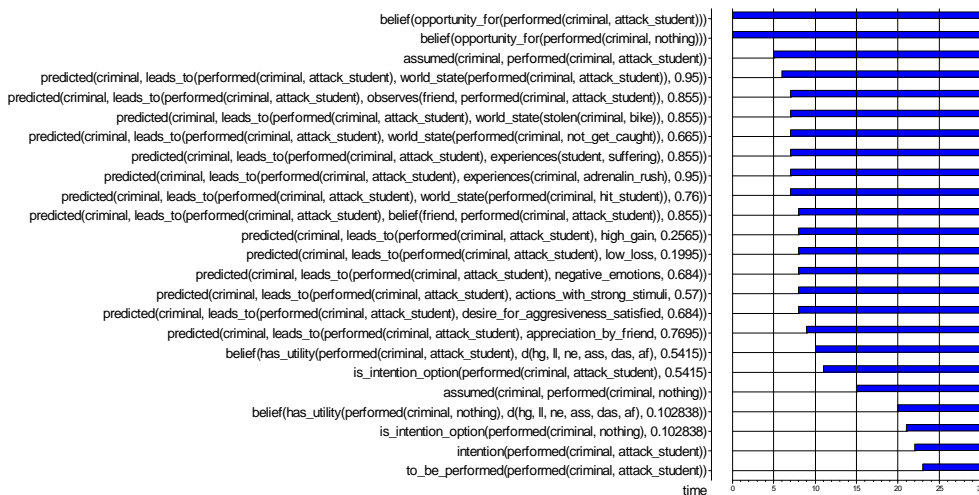 belief(opportunity_for(performed(criminal, attack_student)))
belief(opportunity_for(performed(criminal, nothing)))
assumed(criminal, performed(criminal, attack_student))
predicted(criminal, leads_to(performed(criminal, attack_student), world_state(performed(criminal, attack_student)), 0.95))
predicted(criminal, leads_to(performed(criminal, attack_student), observes(friend, performed(criminal, attack_student)), 0.855))
predicted(criminal, leads_to(performed(criminal, attack_student), world_state(stolen(criminal, bike)), 0.855))
predicted(criminal, leads_to(performed(criminal, attack_student), world_state(performed(criminal, not_get_caught)), 0.665))
predicted(criminal, leads_to(performed(criminal, attack_student), experiences(student, suffering), 0.855))
predicted(criminal, leads_to(performed(criminal, attack_student), experiences(criminal, adrenalin_rush), 0.95))
predicted(criminal, leads_to(performed(criminal, attack_student), world_state(performed(criminal, hit_student)), 0.76))
predicted(criminal, leads_to(performed(criminal, attack_student), belief(friend, performed(criminal, attack_student)), 0.855))
predicted(criminal, leads_to(performed(criminal, attack_student), high_gain, 0.2565))
predicted(criminal, leads_to(performed(criminal, attack_student), low_loss, 0.1995))
predicted(criminal, leads_to(performed(criminal, attack_student), negative_emotions, 0.684))
predicted(criminal, leads_to(performed(criminal, attack_student), actions_with_strong_stimuli, 0.57))
predicted(criminal, leads_to(performed(criminal, attack_student), desire_for_aggresiveness_satisfied, 0.684))
predicted(criminal, leads_to(performed(criminal, attack_student), appreciation_by_friend, 0.7695))
belief(has_utility(performed(criminal, attack_student), d(hg, ll, ne, ass, das, af), 0.5415))
is_intention_option(performed(criminal, attack_student), 0.5415)
assumed(criminal, performed(criminal, nothing))
belief(has_utility(performed(criminal, nothing), d(hg, ll, ne, ass, das, af), 0.102838))
is_intention_option(performed(criminal, nothing), 0.102838)
intention(performed(criminal, attack_student))
to_be_performed(performed(criminal, attack_student))
time 0 5 10 15 20 25